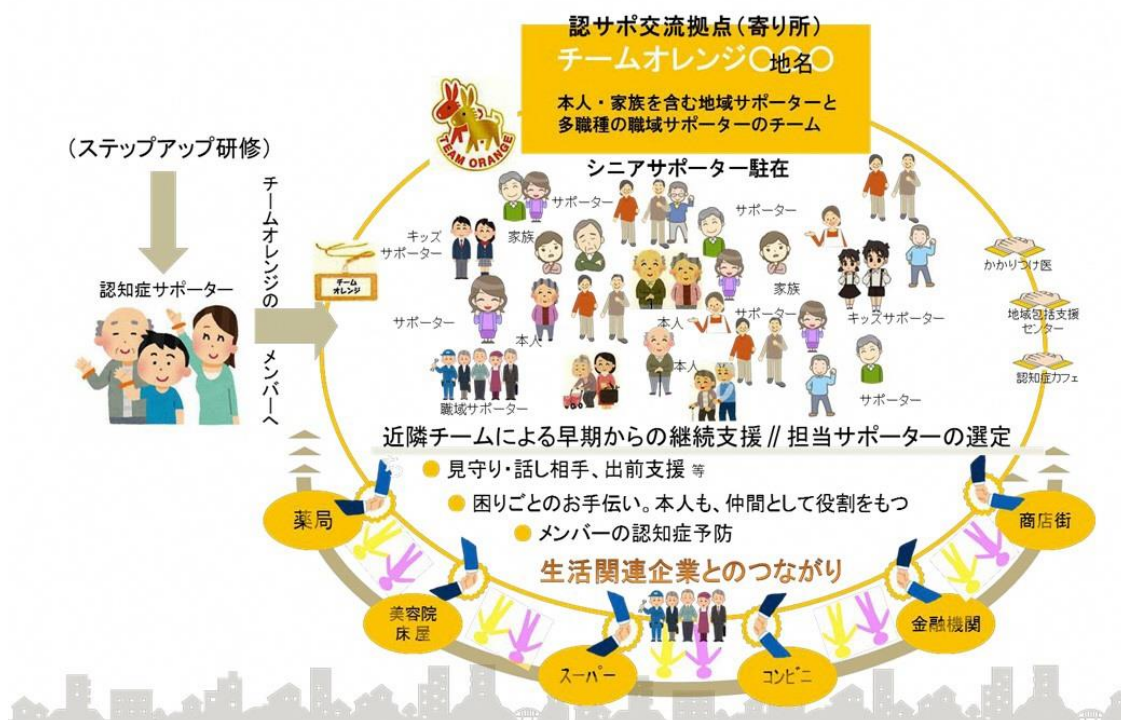 認サポ交流拠点（寄り所）
チームオレンジ〇〇〇
地名
本人・家族を含む地域サポーターと
多職種の職域サポーターのチーム
TEAM ORANGE
シニアサポーター駐在
（ステップアップ研修）
認知症サポーター
チームオレンジの メンバーへ
チーム
オレンジ
サポーター
サポーター
キッズ
サポーター
家族
家族
サポーター
本人
本人
サポーター
キッズサポーター
本人
職域サポーター
サポーター
かかりつけ医
地域包括支援
センター
認知症カフェ
近隣チームによる早期からの継続支援 // 担当サポーターの選定
● 見守り・話し相手、出前支援 等
● 困りごとのお手伝い。本人も、仲間として役割をもつ
● メンバーの認知症予防
生活関連企業とのつながり
薬局
美容院
床屋
スーパー
コンビニ
金融機関
商店街